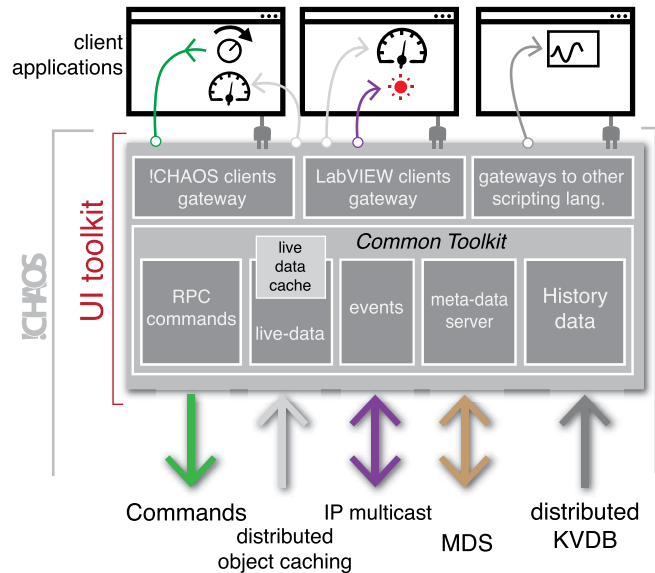 client
applications
!CHAOS clients
gateway
LabVIEW clients
gateway
gateways to other
scripting lang.
!CHAOS
UI toolkit
Common Toolkit
live
data
cache
RPC
commands
live-data
events
meta-data
server
History
data
Commands
distributed
object caching
IP multicast
MDS
distributed
KVDB